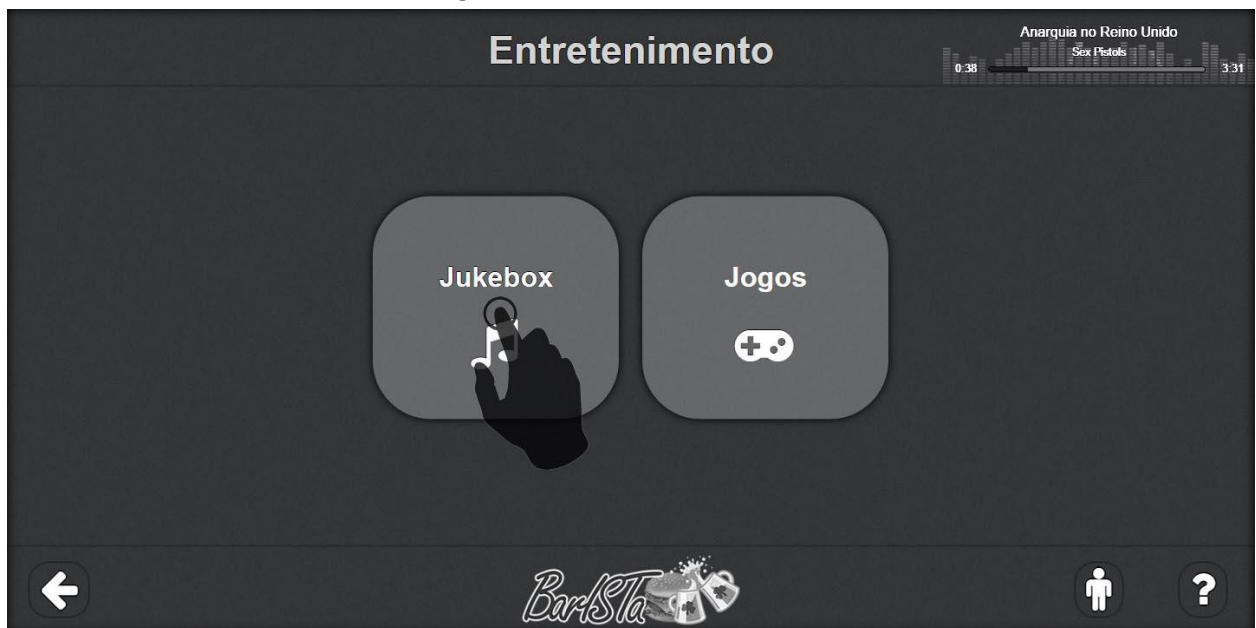 Entretenimento
Anarquia no Reino Unido
Sex Pistols
0:38
3:31
Jukebox
Jogos
BarISTa
?